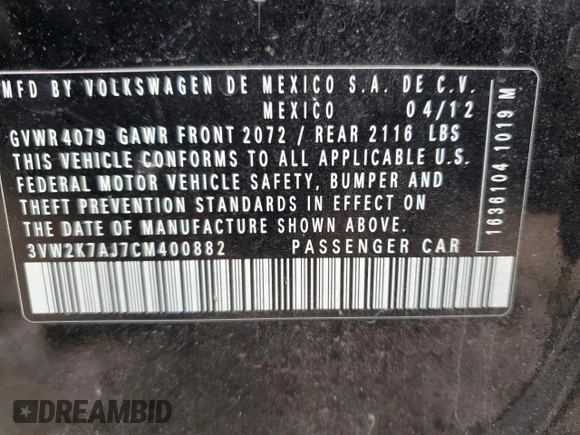 MFD BY VOLKSWAGEN DE MEXICO S.A. DE C.V.
MEXICO 04/12
GVWR4079 GAWR FRONT 2072 / REAR 2116 LBS
THIS VEHICLE CONFORMS TO ALL APPLICABLE U.S.
FEDERAL MOTOR VEHICLE SAFETY, BUMPER AND
THEFT PREVENTION STANDARDS IN EFFECT ON
THE DATE OF MANUFACTURE SHOWN ABOVE.
3VW2K7AJ7CM400882 PASSENGER CAR
1636104 1019 M
DREAMBID